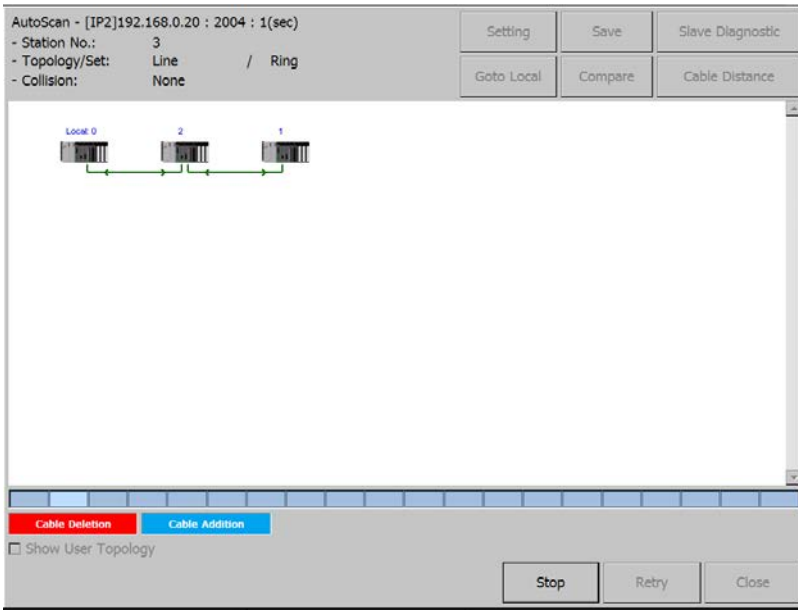 AutoScan - [IP2]192.168.0.20 : 2004 : 1(sec)
- Station No.: 3
- Topology/Set: Line / Ring
- Collision: None
Setting Save Slave Diagnostic
Goto Local Compare Cable Distance
Local: 0 2 1
Cable Deletion Cable Addition
Show User Topology
Stop Retry Close